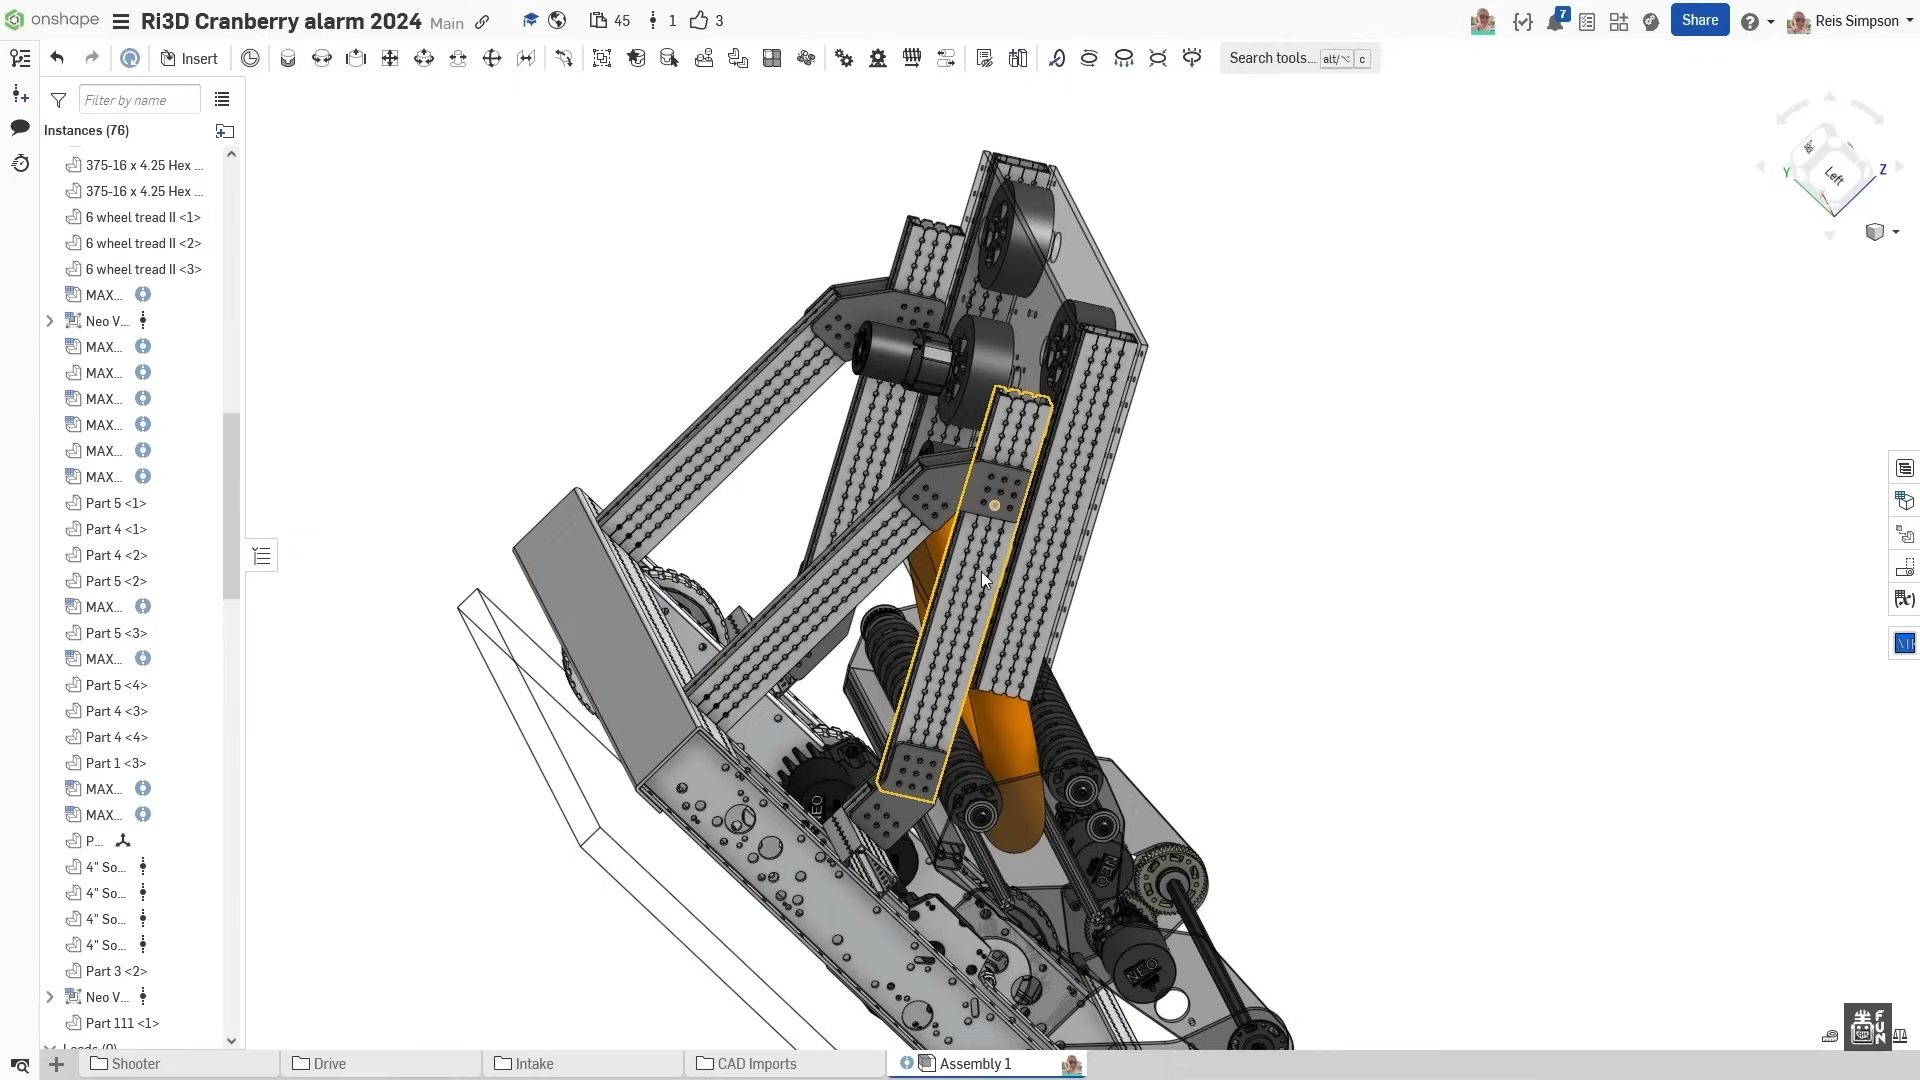 onshape Ri3D Cranberry alarm 2024 Main 45 1 3 7 Share Reis Simpson
Insert Search tools... alt/⌥ c
Filter by name
Instances (76)
375-16 x 4.25 Hex ...
375-16 x 4.25 Hex ...
6 wheel tread II <1>
6 wheel tread II <2>
6 wheel tread II <3>
MAX...
Neo V...
MAX...
MAX...
MAX...
MAX...
MAX...
MAX...
Part 5 <1>
Part 4 <1>
Part 4 <2>
Part 5 <2>
MAX...
Part 5 <3>
MAX...
Part 5 <4>
Part 4 <3>
Part 4 <4>
Part 1 <3>
MAX...
MAX...
P...
4" So...
4" So...
4" So...
4" So...
Part 3 <2>
Neo V...
Part 111 <1>
Y Left Z
NEO
NEO
NEO
FUN
Shooter Drive Intake CAD Imports Assembly 1